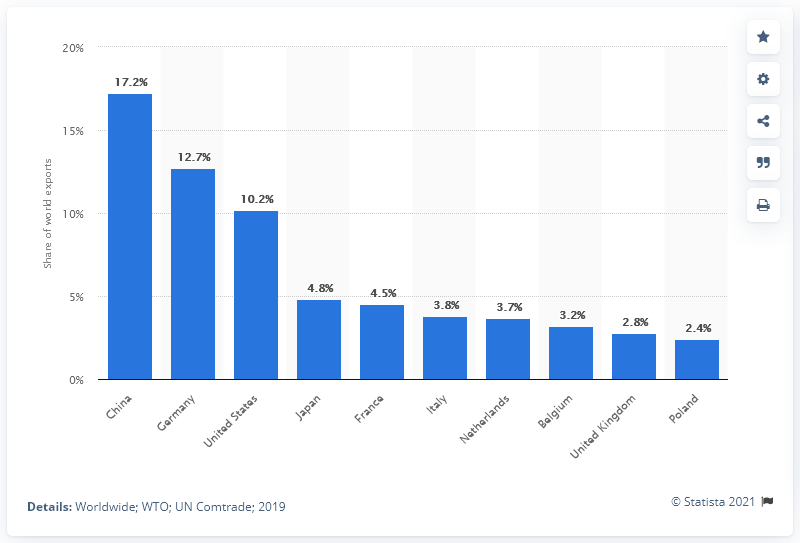 20%
17.2%
15%
12.7%
10.2%
10%
Share of world exports
4.8%
4.5%
5%
3.8%
3.7%
3.2%
2.8%
2.4%
0%
China
Germany
United States
Japan
France
Italy
Netherlands
Belgium
United Kingdom
Poland
Details: Worldwide; WTO; UN Comtrade; 2019
© Statista 2021